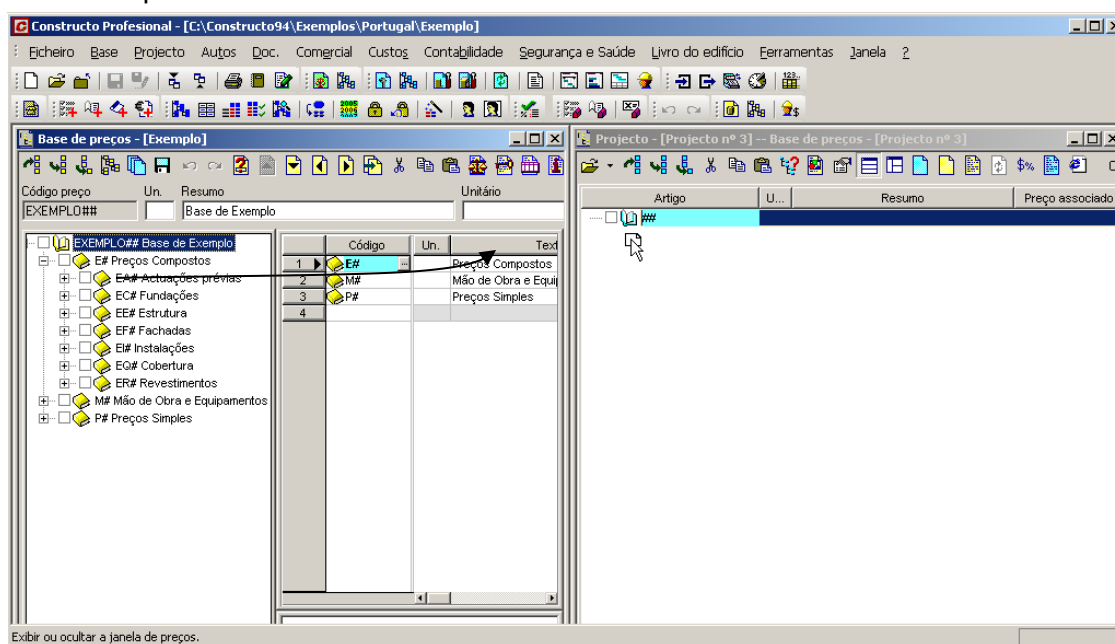 Constructo Profesional - [C:\Constructo94\Exemplos\Portugal\Exemplo]
Ficheiro Base Projecto Autos Doc. Comercial Custos Contabilidade Segurança e Saúde Livro do edifício Ferramentas Janela ?
Base de preços - [Exemplo]
Código preço Un. Resumo Unitário
EXEMPLO## Base de Exemplo
EXEMPLO## Base de Exemplo
E# Preços Compostos
EA# Actuações prévias
EC# Fundações
EE# Estrutura
EF# Fachadas
EI# Instalações
EQ# Cobertura
ER# Revestimentos
M# Mão de Obra e Equipamentos
P# Preços Simples
Código Un. Text
1 E# ... Preços Compostos
2 M# Mão de Obra e Equip
3 P# Preços Simples
4
Projecto - [Projecto nº 3] -- Base de preços - [Projecto nº 3]
Artigo U... Resumo Preço associado
##
Exibir ou ocultar a janela de preços.